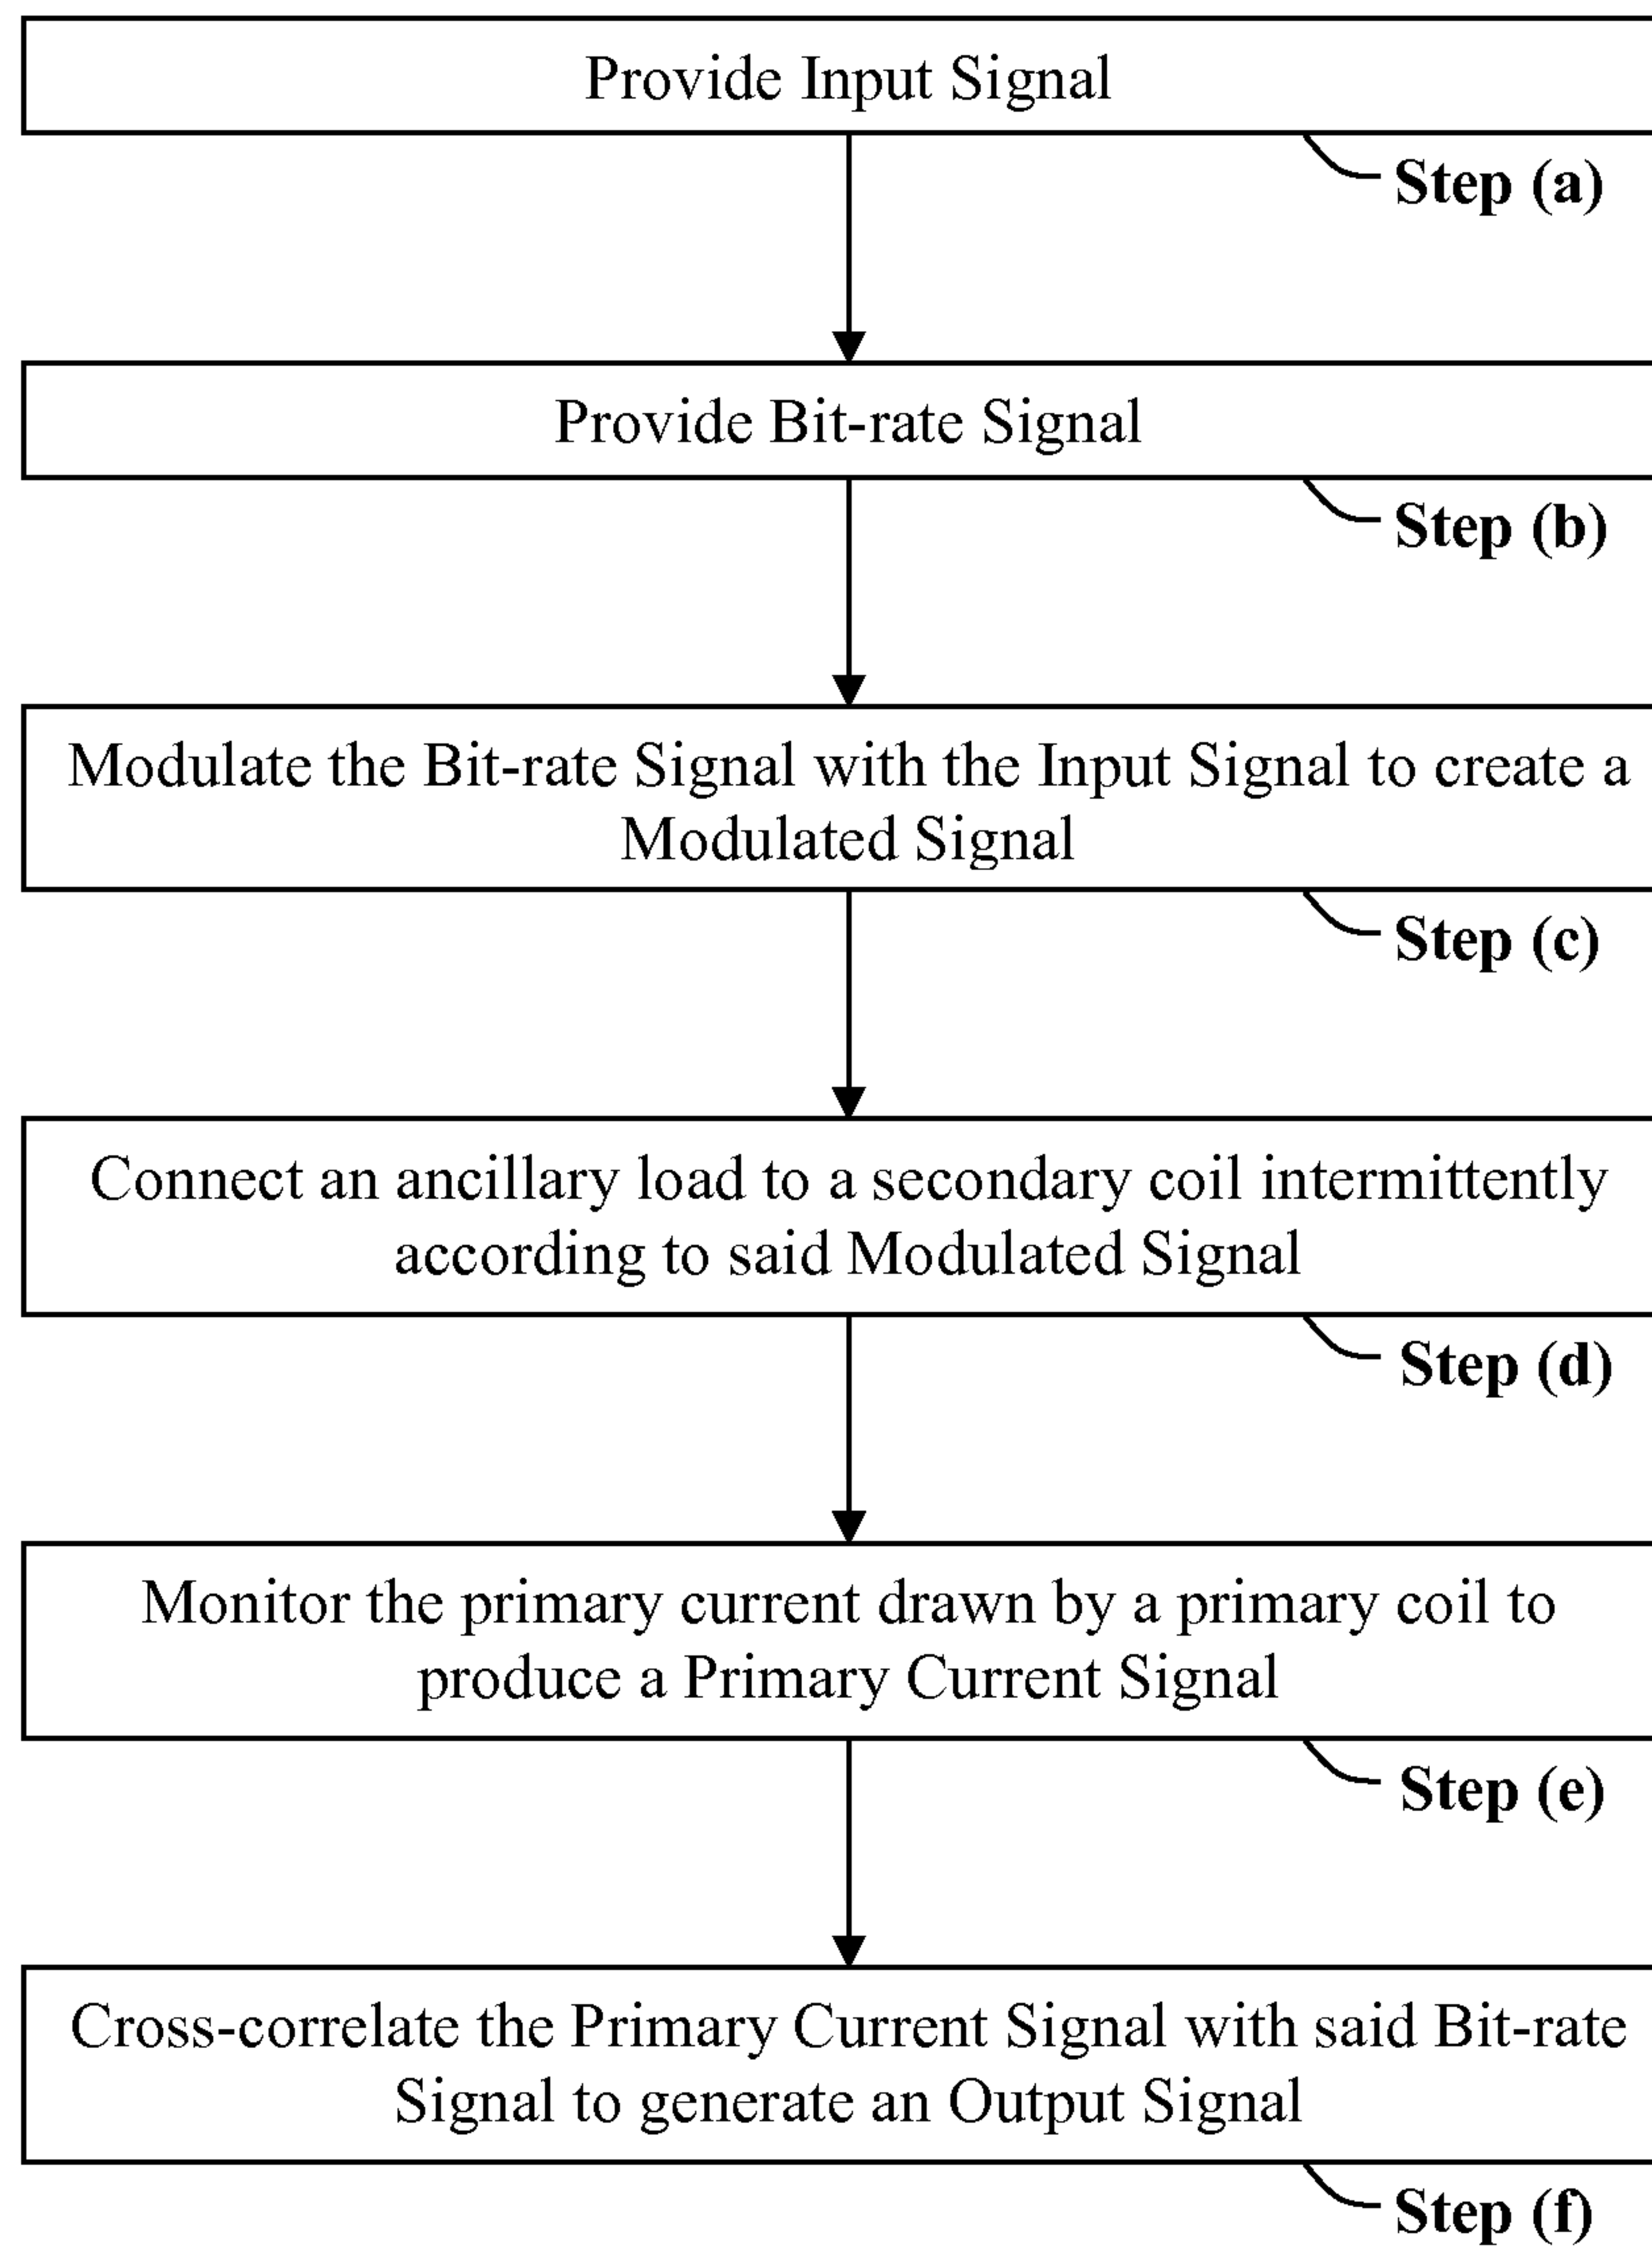 Provide Input Signal
Step (a)
Provide Bit-rate Signal
Step (b)
Modulate the Bit-rate Signal with the Input Signal to create a
Modulated Signal
Step (c)
Connect an ancillary load to a secondary coil intermittently
according to said Modulated Signal
Step (d)
Monitor the primary current drawn by a primary coil to
produce a Primary Current Signal
Step (e)
Cross-correlate the Primary Current Signal with said Bit-rate
Signal to generate an Output Signal
Step (f)